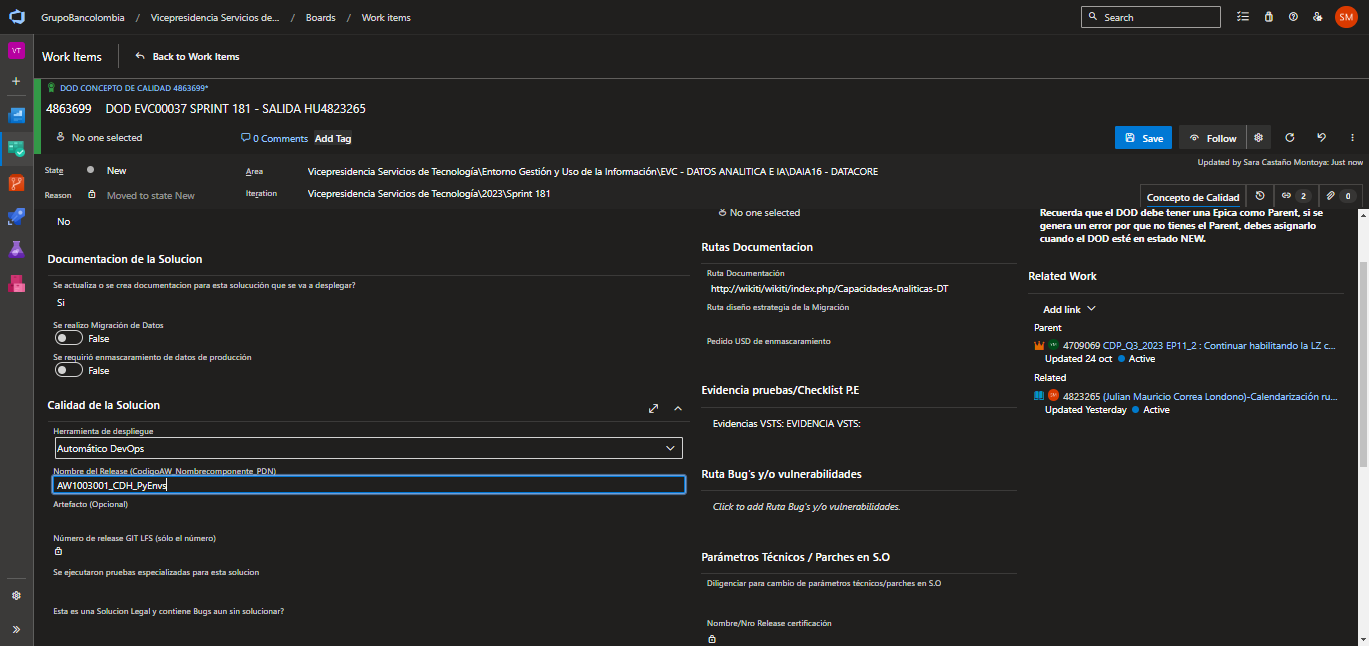 GrupoBancolombia / Vicepresidencia Servicios de... / Boards / Work items
Search
SM
VT
Work Items
Back to Work Items
DOD CONCEPTO DE CALIDAD 4863699*
4863699 DOD EVC00037 SPRINT 181 - SALIDA HU4823265
No one selected
0 Comments
Add Tag
Save
Follow
Updated by Sara Castaño Montoya: Just now
State New
Area Vicepresidencia Servicios de Tecnología\Entorno Gestión y Uso de la Información\EVC - DATOS ANALITICA E IA\DAIA16 - DATACORE
Reason Moved to state New
Iteration Vicepresidencia Servicios de Tecnología\2023\Sprint 181
Concepto de Calidad
2
0
No
Documentacion de la Solucion
Se actualiza o se crea documentacion para esta solucución que se va a desplegar?
Si
Se realizo Migración de Datos
False
Se requirió enmascaramiento de datos de producción
False
Calidad de la Solucion
Herramienta de despliegue
Automático DevOps
Nombre del Release (CodigoAW_Nombrecomponente_PDN)
AW1003001_CDH_PyEnvs
Artefacto (Opcional)
Número de release GIT LFS (sólo el número)
Se ejecutaron pruebas especializadas para esta solucion
Esta es una Solucion Legal y contiene Bugs aun sin solucionar?
No one selected
Rutas Documentacion
Ruta Documentación
http://wikiti/wikiti/index.php/CapacidadesAnaliticas-DT
Ruta diseño estrategia de la Migración
Pedido USD de enmascaramiento
Evidencia pruebas/Checklist P.E
Evidencias VSTS: EVIDENCIA VSTS:
Ruta Bug's y/o vulnerabilidades
Click to add Ruta Bug's y/o vulnerabilidades.
Parámetros Técnicos / Parches en S.O
Diligenciar para cambio de parámetros técnicos/parches en S.O
Nombre/Nro Release certificación
Recuerda que el DOD debe tener una Epica como Parent, si se
genera un error por que no tienes el Parent, debes asignarlo
cuando el DOD esté en estado NEW.
Related Work
Add link
Parent
4709069 CDP_Q3_2023 EP11_2 : Continuar habilitando la LZ c...
Updated 24 oct Active
Related
4823265 (Julian Mauricio Correa Londono)-Calendarización ru...
Updated Yesterday Active